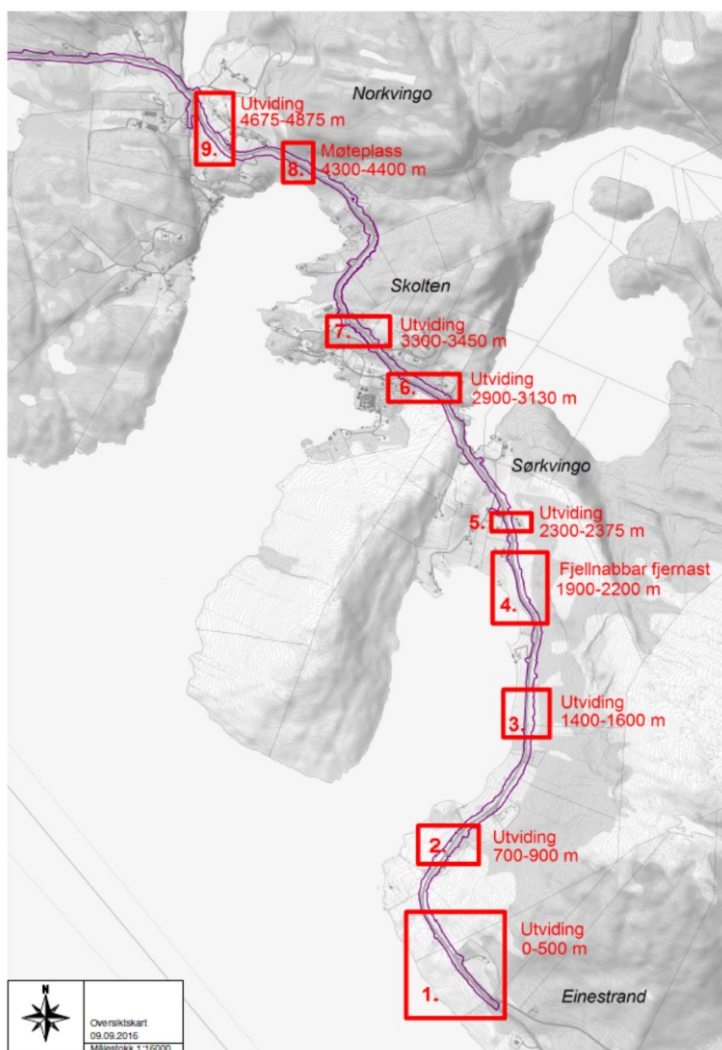 Norkvingo
Utviding
4675-4875 m
9.
Møteplass
4300-4400 m
8.
Skolten
Utviding
3300-3450 m
7.
Utviding
2900-3130 m
6.
Sørkvingo
Utviding
2300-2375 m
5.
Fjellnabbar fjernast
1900-2200 m
4.
Utviding
1400-1600 m
3.
Utviding
700-900 m
2.
Utviding
0-500 m
1.
Einestrand
N
Oversiktskart
09.09.2016
Målestokk 1:16000